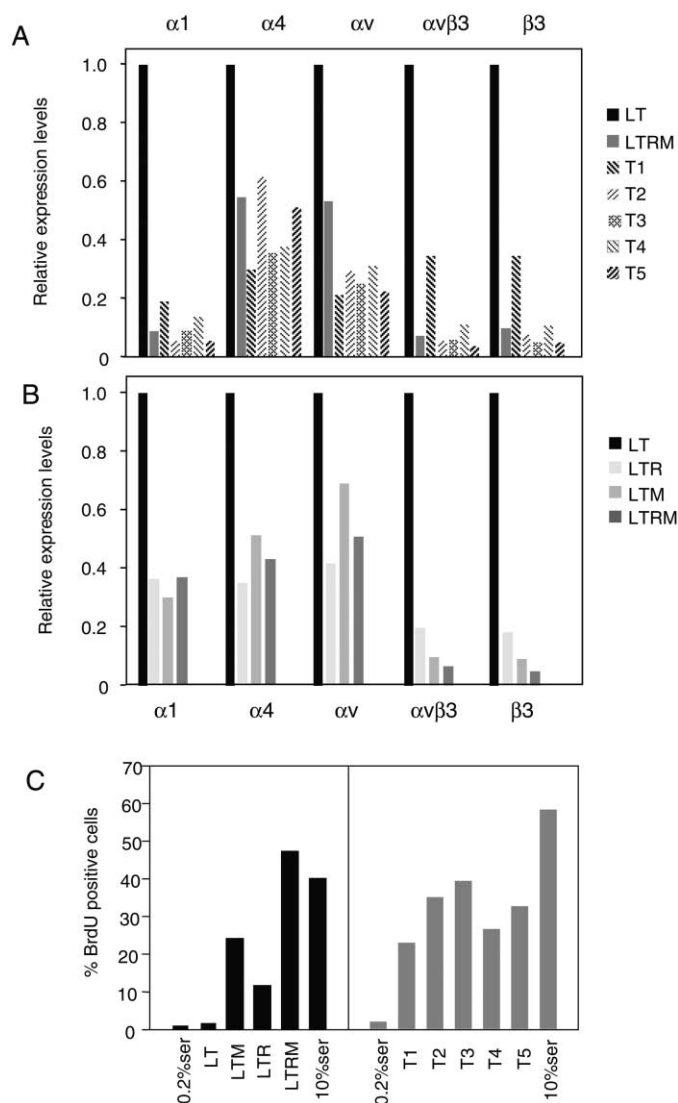 A
α1 α4 αv αvβ3 β3
1.0
0.8
0.6
0.4
0.2
0
Relative expression levels
LT
LTRM
T1
T2
T3
T4
T5
B
1.0
0.8
0.6
0.4
0.2
0
Relative expression levels
LT
LTR
LTM
LTRM
α1 α4 αv αvβ3 β3
C
70
60
50
40
30
20
10
0
% BrdU positive cells
0.2%ser
LT
LTM
LTR
LTRM
10%ser
0.2%ser
T1
T2
T3
T4
T5
10%ser